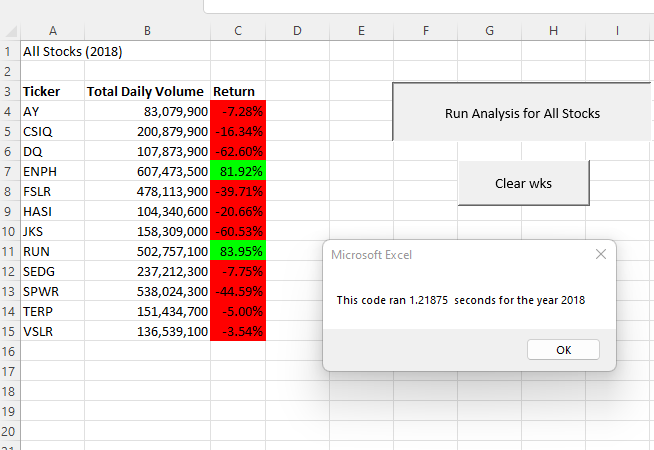 A B C D E F G H I
1 All Stocks (2018)
2
3 Ticker Total Daily Volume Return
4 AY 83,079,900 -7.28%
Run Analysis for All Stocks
5 CSIQ 200,879,900 -16.34%
6 DQ 107,873,900 -62.60%
7 ENPH 607,473,500 81.92%
8 FSLR 478,113,900 -39.71%
Clear wks
9 HASI 104,340,600 -20.66%
10 JKS 158,309,000 -60.53%
11 RUN 502,757,100 83.95%
Microsoft Excel
12 SEDG 237,212,300 -7.75%
13 SPWR 538,024,300 -44.59%
This code ran 1.21875 seconds for the year 2018
14 TERP 151,434,700 -5.00%
15 VSLR 136,539,100 -3.54%
16
OK
17
18
19
20